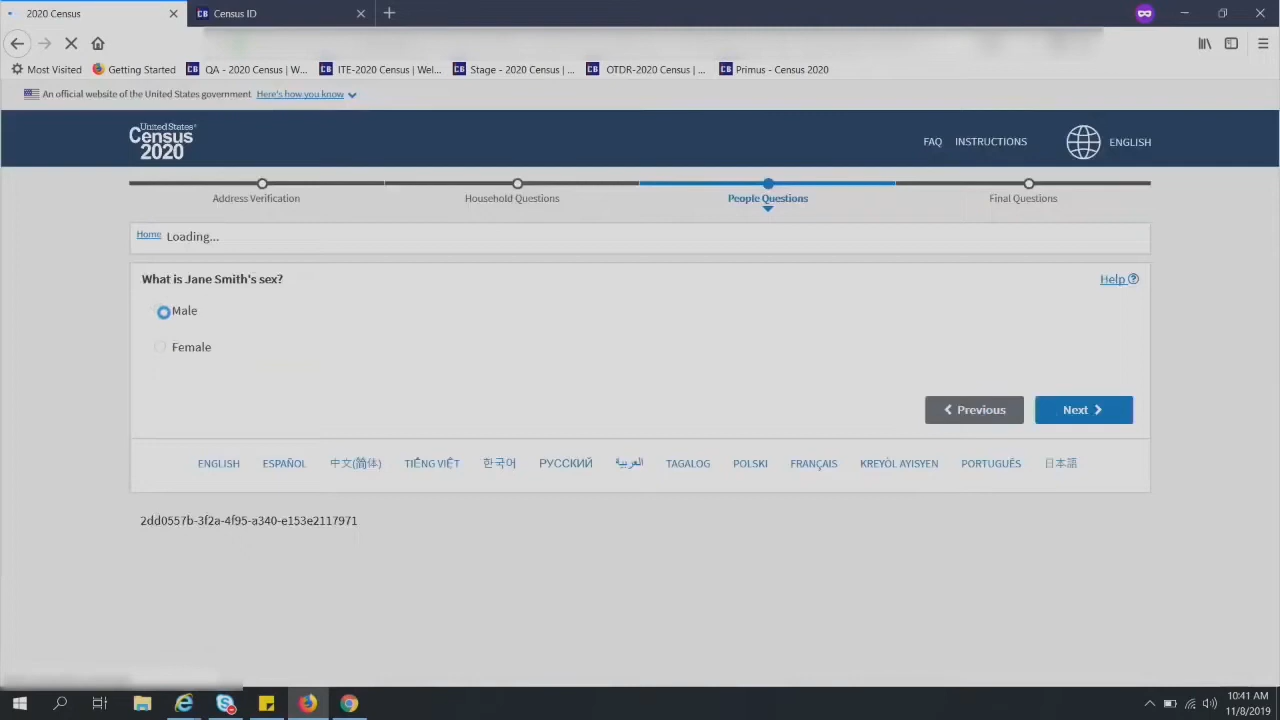 2020 Census
Census ID
Most Visited
Getting Started
QA - 2020 Census | W...
ITE-2020 Census | Wel...
Stage - 2020 Census | ...
OTDR-2020 Census | ...
Primus - Census 2020
An official website of the United States government Here's how you know
United States®
Census
2020
FAQ INSTRUCTIONS ENGLISH
Address Verification
Household Questions
People Questions
Final Questions
Home Loading...
What is Jane Smith's sex?
Help
Male
Female
Previous
Next
ENGLISH ESPAÑOL 中文(简体) TIẾNG VIỆT 한국어 РУССКИЙ العربية TAGALOG POLSKI FRANÇAIS KREYÒL AYISYEN PORTUGUÊS 日本語
2dd0557b-3f2a-4f95-a340-e153e2117971
10:41 AM
11/8/2019